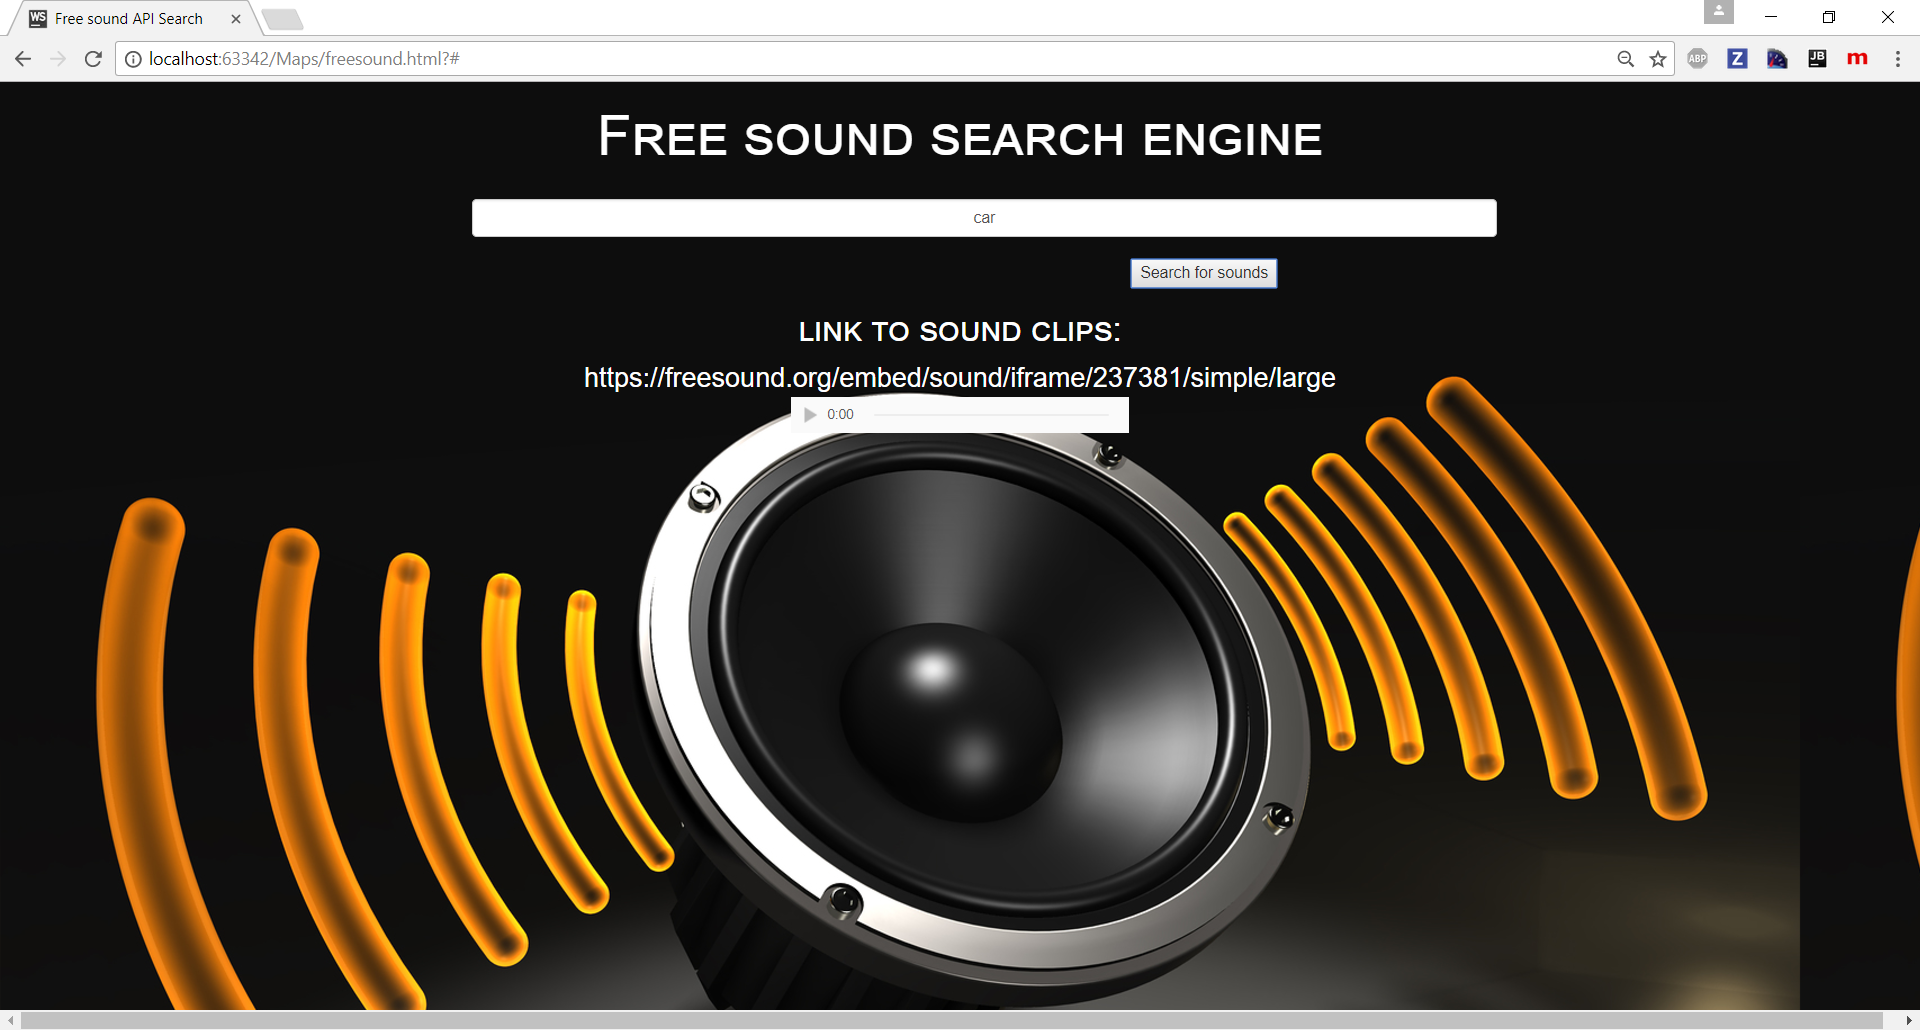 WS Free sound API Search
localhost:63342/Maps/freesound.html?#
ABP Z JB m
Free sound search engine
car
Search for sounds
link to sound clips:
https://freesound.org/embed/sound/iframe/237381/simple/large
0:00